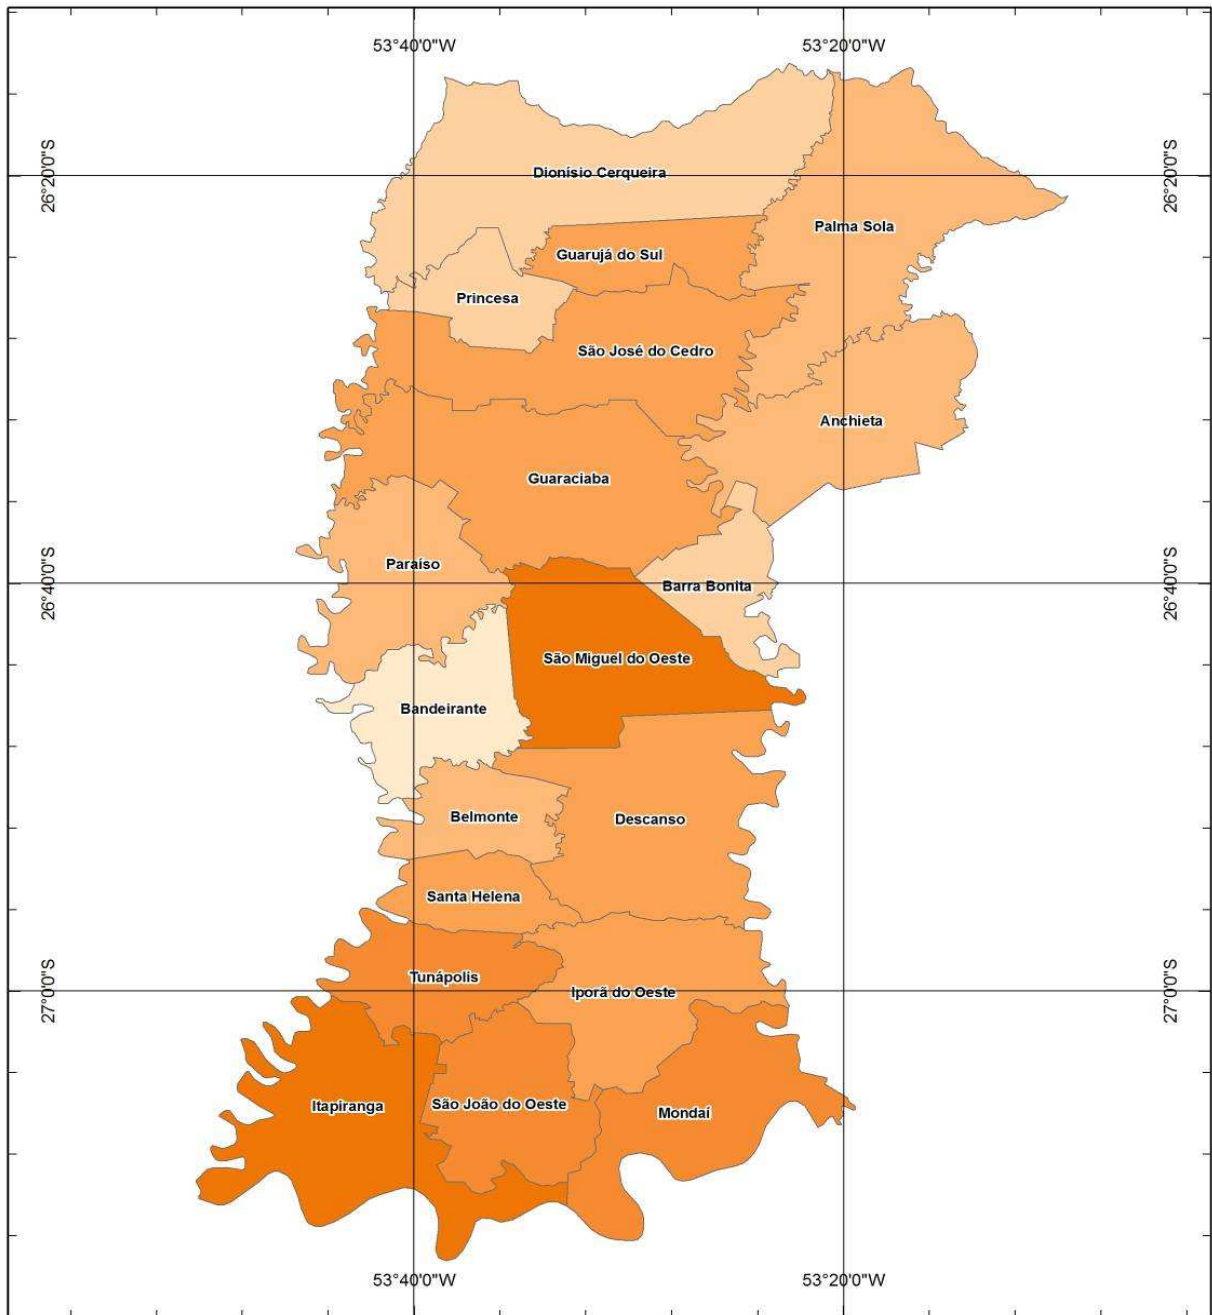 53°40'0"W
53°20'0"W
26°20'0"S
26°20'0"S
Dionísio Cerqueira
Palma Sola
Guarujá do Sul
Princesa
São José do Cedro
Anchieta
Guaraciaba
Paraíso
26°40'0"S
26°40'0"S
Barra Bonita
São Miguel do Oeste
Bandeirante
Belmonte
Descanso
Santa Helena
Tunápolis
27°0'0"S
27°0'0"S
Iporã do Oeste
Itapiranga
São João do Oeste
Mondaí
53°40'0"W
53°20'0"W